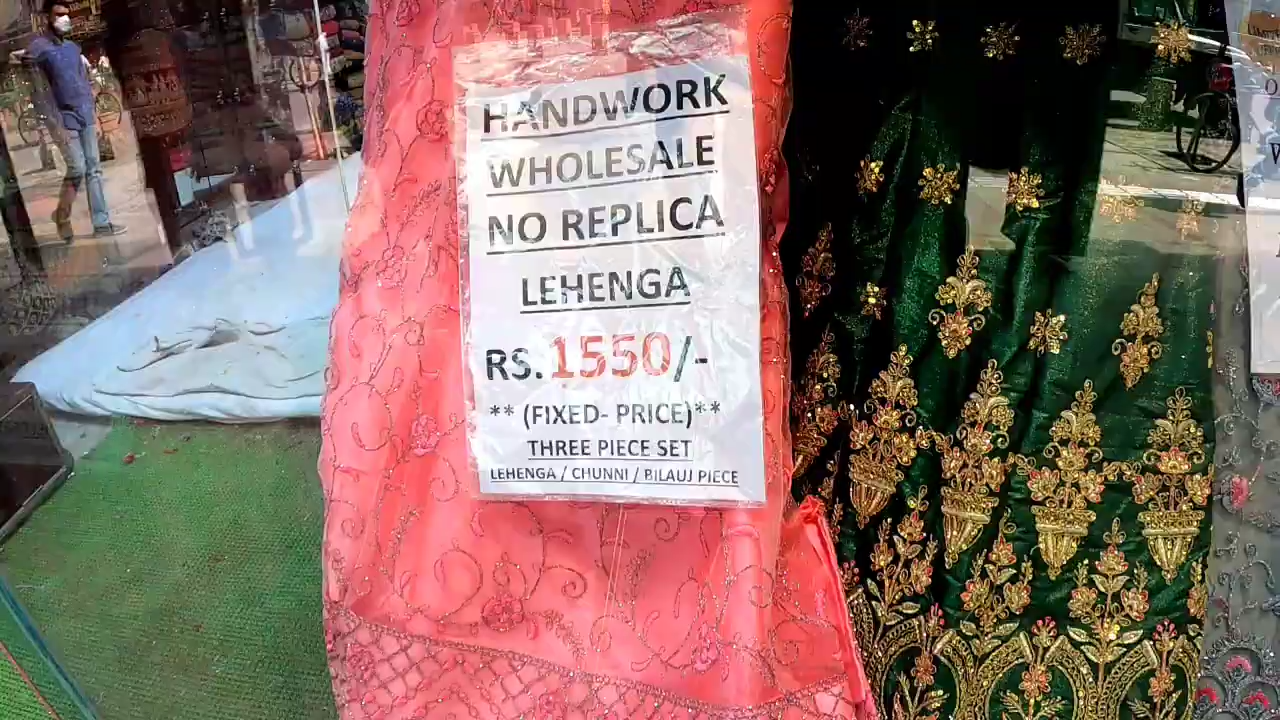 HANDWORK
WHOLESALE
NO REPLICA
LEHENGA
RS.1550/-
** (FIXED- PRICE)**
THREE PIECE SET
LEHENGA / CHUNNI / BILAUJ PIECE